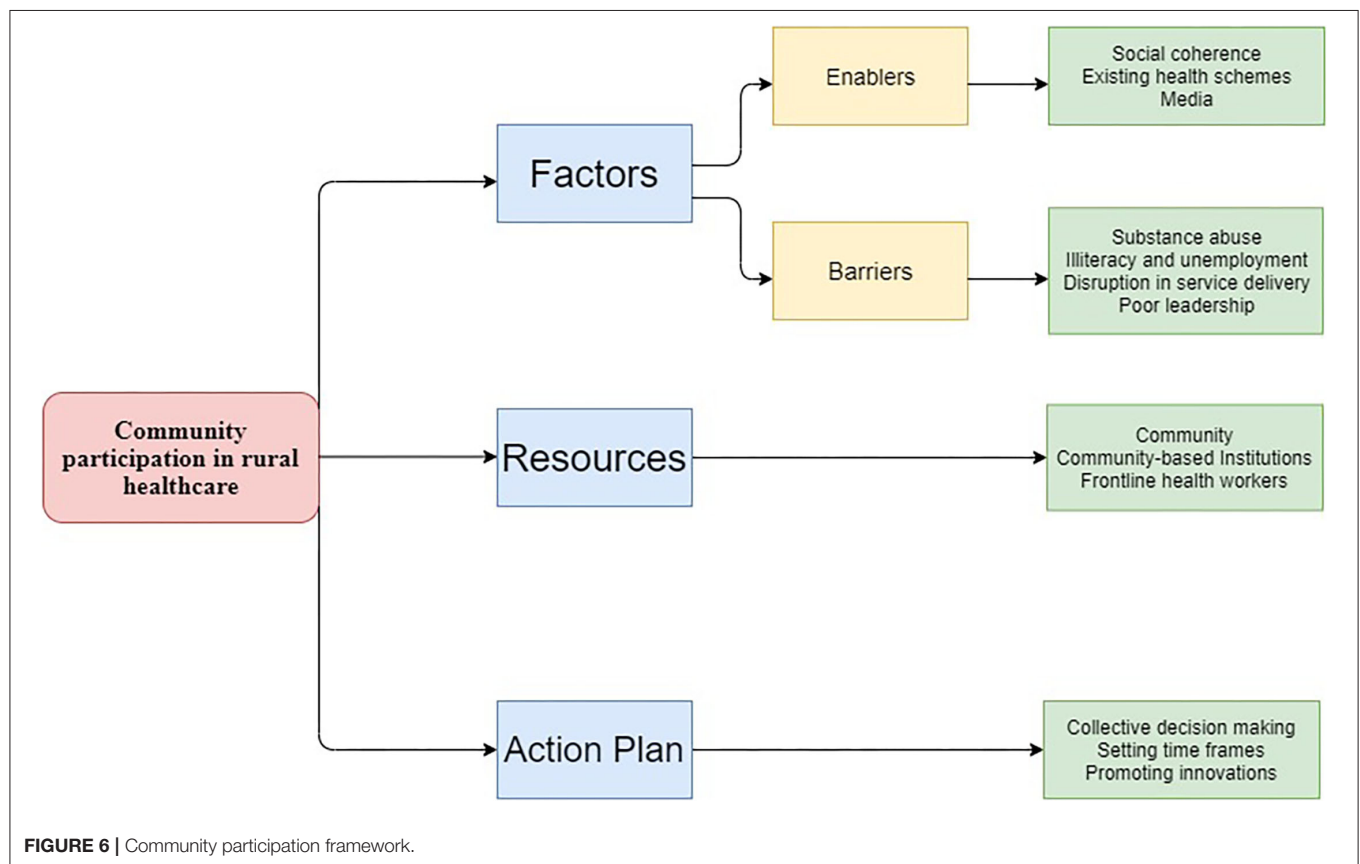 Factors
Enablers
Social coherence
Existing health schemes
Media
Barriers
Substance abuse
Illiteracy and unemployment
Disruption in service delivery
Poor leadership
Community
participation in rural
healthcare
Resources
Community
Community-based Institutions
Frontline health workers
Action Plan
Collective decision making
Setting time frames
Promoting innovations
FIGURE 6 | Community participation framework.